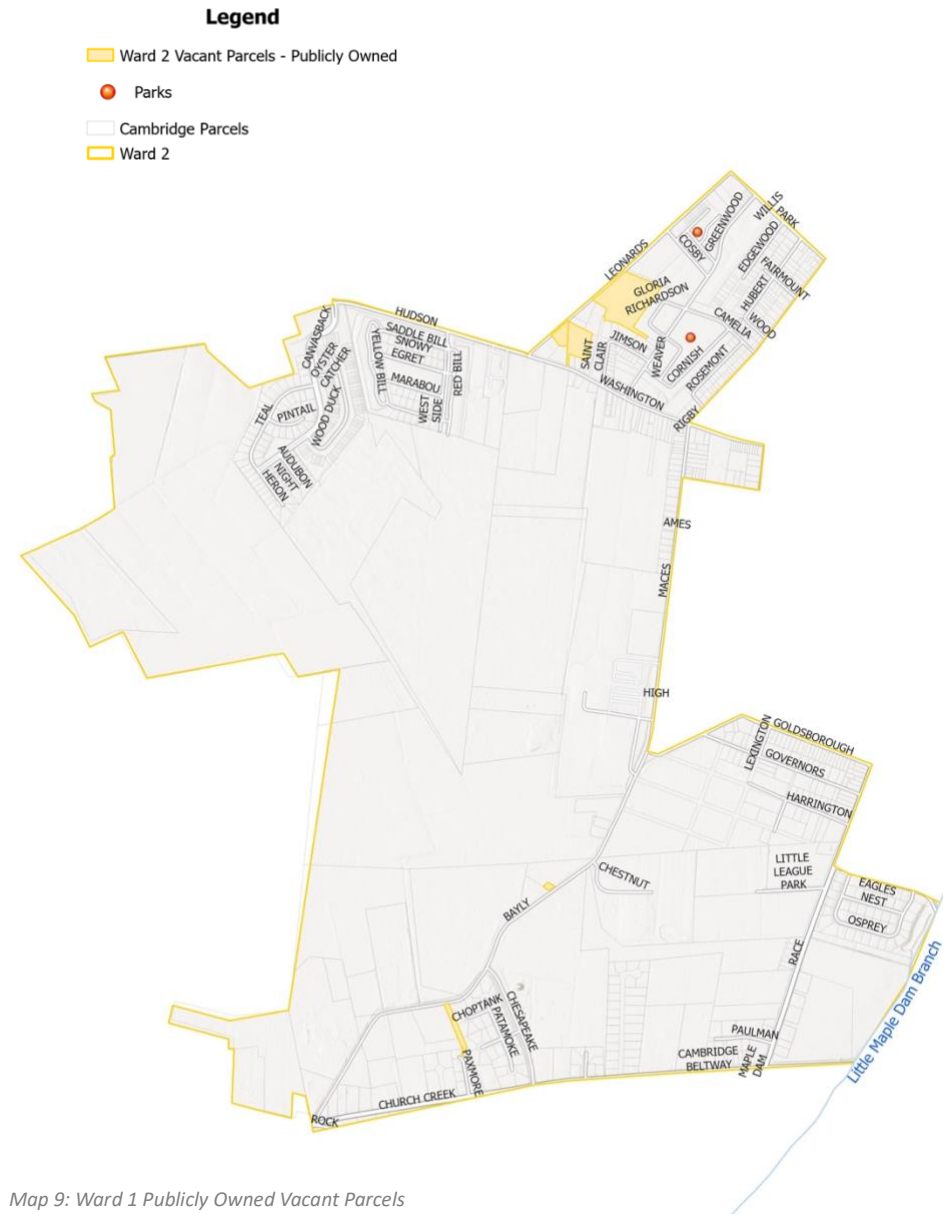 Legend
Ward 2 Vacant Parcels - Publicly Owned
Parks
Cambridge Parcels
Ward 2
WILLIS
PARK
GREENWOOD
COSBY
EDGEWOOD
LEONARDS
FAIRMOUNT
GLORIA
RICHARDSON
HUBERT
WOOD
CAMELIA
HUDSON
CANVASBACK
SADDLE BILL
SNOWY
EGRET
YELLOW BILL
OYSTER
CATCHER
JIMSON
SAINT
CLAIR
WEAVER
CORNISH
ROSEMONT
RED BILL
MARABOU
WEST
SIDE
WASHINGTON
TEAL
PINTAIL
WOOD DUCK
RIGBY
AUDUBON
NIGHT
HERON
AMES
MACES
HIGH
LEXINGTON
GOLDSBOROUGH
GOVERNORS
HARRINGTON
LITTLE
LEAGUE
PARK
CHESTNUT
EAGLES
NEST
OSPREY
BAYLY
RACE
Little Maple Dam Branch
CHOPTANK
PATAMOKE
CHESAPEAKE
PAULMAN
CAMBRIDGE
BELTWAY
MAPLE
DAM
PAXMORE
CHURCH CREEK
ROCK
Map 9: Ward 1 Publicly Owned Vacant Parcels